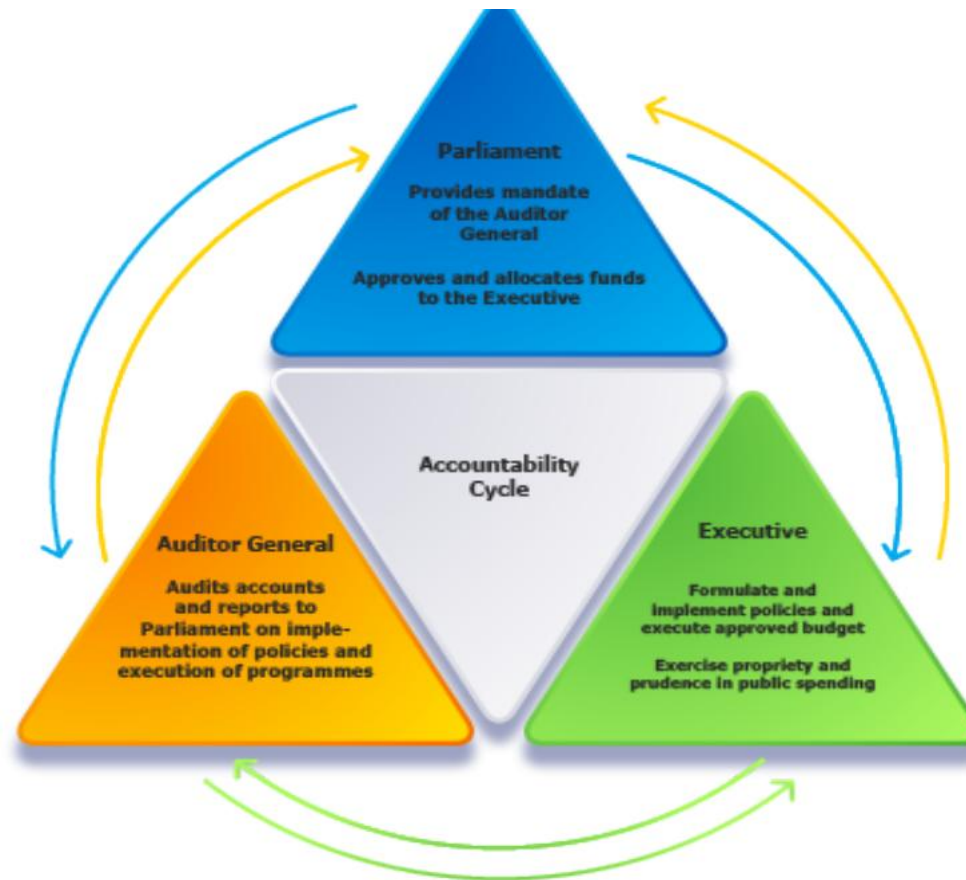 Parliament
Provides mandate
of the Auditor
General
Approves and allocates funds
to the Executive
Accountability
Cycle
Auditor General
Audits accounts
and reports to
Parliament on imple-
mentation of policies and
execution of programmes
Executive
Formulate and
implement policies and
execute approved budget
Exercise propriety and
prudence in public spending